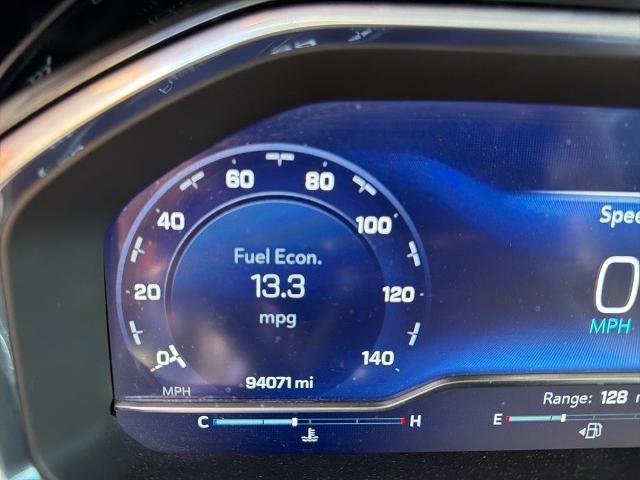 60 80
40 100
Fuel Econ.
13.3
mpg
20 120
0 140
MPH
94071 mi
C H
Spee
0
MPH
Range: 128
E